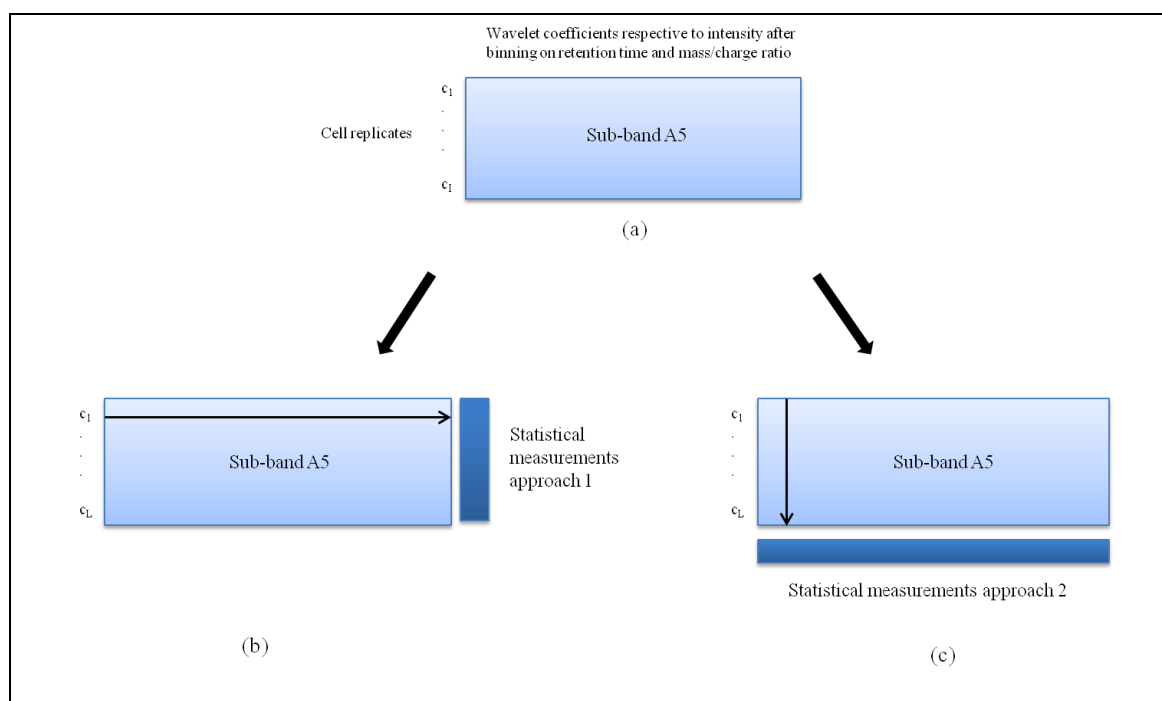 Wavelet coefficients respective to intensity after
binning on retention time and mass/charge ratio
c1
.
.
.
.
cI
Cell replicates
Sub-band A5
(a)
c1
.
.
.
.
cL
Sub-band A5
Statistical
measurements
approach 1
(b)
c1
.
.
.
.
cL
Sub-band A5
Statistical measurements approach 2
(c)